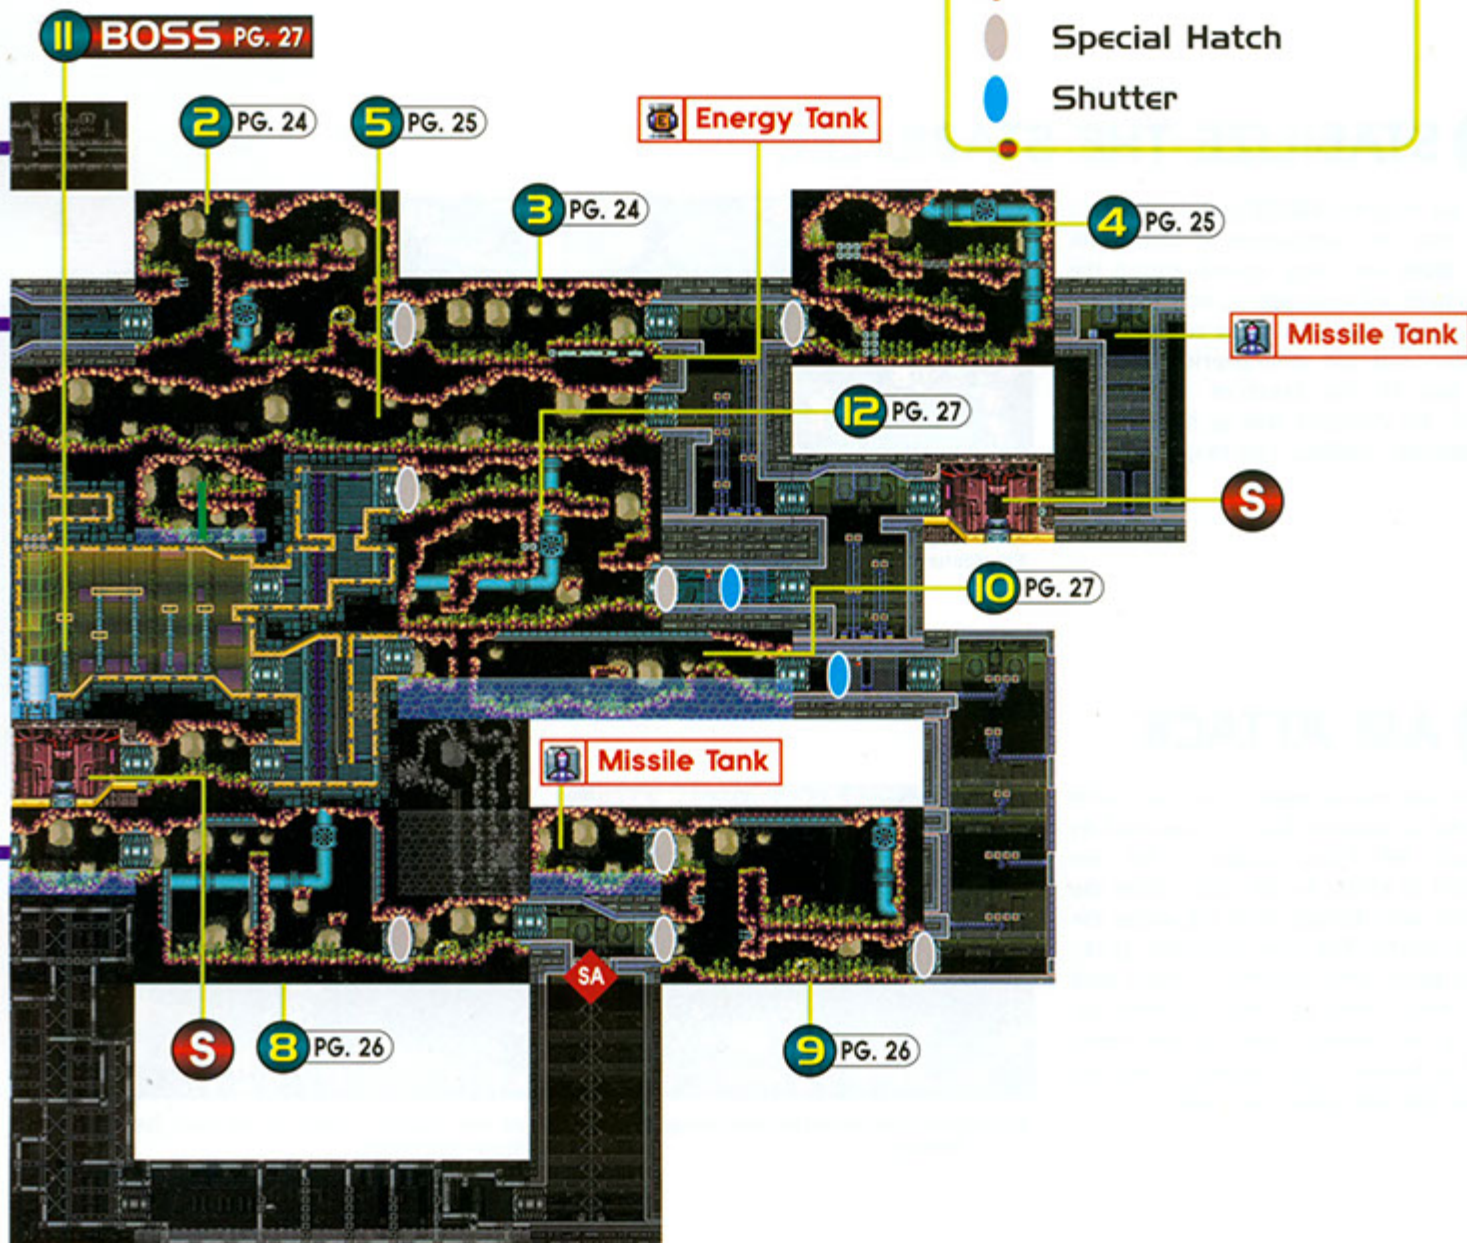 11 BOSS PG. 27
Special Hatch
Shutter
2 PG. 24
5 PG. 25
E Energy Tank
3 PG. 24
4 PG. 25
Missile Tank
12 PG. 27
S
10 PG. 27
Missile Tank
SA
S
8 PG. 26
9 PG. 26